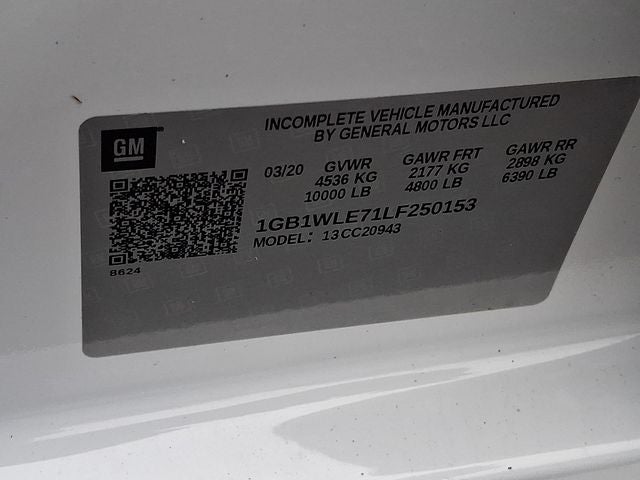 GM
INCOMPLETE VEHICLE MANUFACTURED
BY GENERAL MOTORS LLC
03/20 GVWR GAWR FRT GAWR RR
4536 KG 2177 KG 2898 KG
10000 LB 4800 LB 6390 LB
1GB1WLE71LF250153
MODEL: 13CC20943
8624